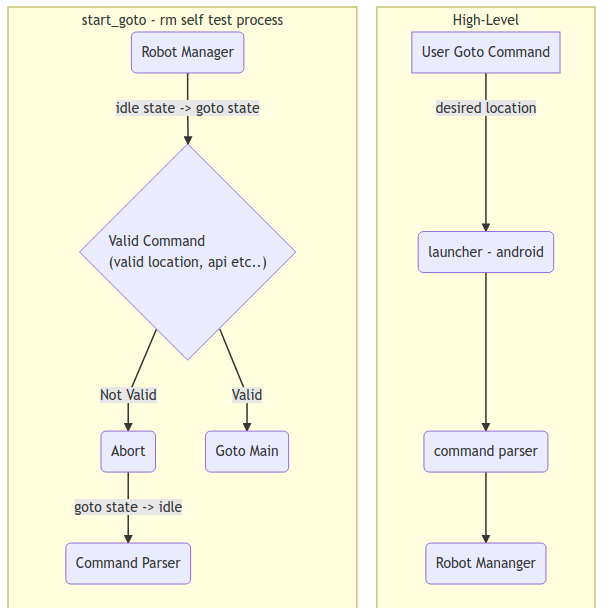 start_goto - rm self test process
Robot Manager
idle state -> goto state
Valid Command
(valid location, api etc..)
Not Valid
Valid
Abort
Goto Main
goto state -> idle
Command Parser
High-Level
User Goto Command
desired location
launcher - android
command parser
Robot Mananger